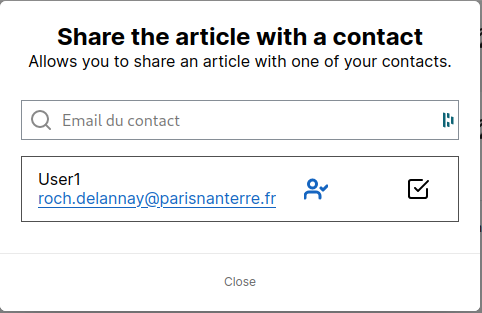 Share the article with a contact
Allows you to share an article with one of your contacts.
Email du contact
User1
roch.delannay@parisnanterre.fr
Close